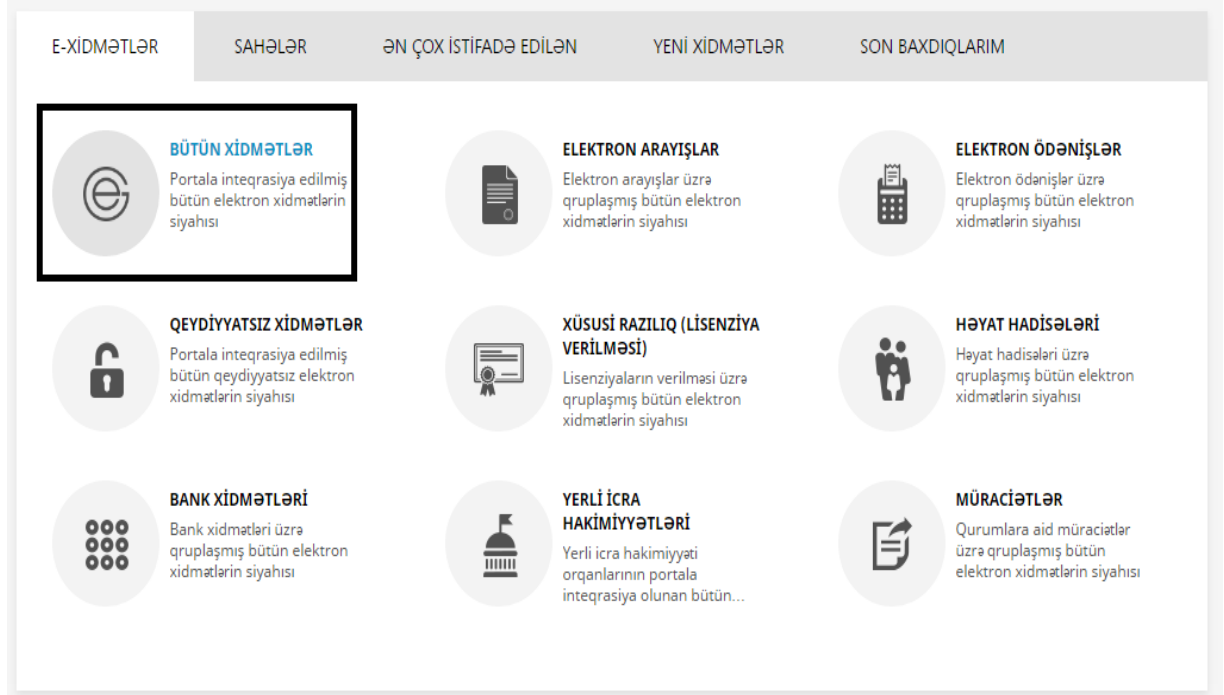 E-XİDMƏTLƏR
SAHƏLƏR
ƏN ÇOX İSTİFADƏ EDİLƏN
YENİ XİDMƏTLƏR
SON BAXDIQLARIM
BÜTÜN XİDMƏTLƏR
Portala inteqrasiya edilmiş
bütün elektron xidmətlərin
siyahısı
ELEKTRON ARAYIŞLAR
Elektron arayışlar üzrə
qruplaşmış bütün elektron
xidmətlərin siyahısı
ELEKTRON ÖDƏNİŞLƏR
Elektron ödənişlər üzrə
qruplaşmış bütün elektron
xidmətlərin siyahısı
QEYDİYYATSIZ XİDMƏTLƏR
Portala inteqrasiya edilmiş
bütün qeydiyyatsız elektron
xidmətlərin siyahısı
XÜSUSİ RAZILIQ (LİSENZİYA
VERİLMƏSİ)
Lisenziyaların verilməsi üzrə
qruplaşmış bütün elektron
xidmətlərin siyahısı
HƏYAT HADİSƏLƏRİ
Həyat hadisələri üzrə
qruplaşmış bütün elektron
xidmətlərin siyahısı
BANK XİDMƏTLƏRİ
Bank xidmətləri üzrə
qruplaşmış bütün elektron
xidmətlərin siyahısı
YERLİ İCRA
HAKİMİYYƏTLƏRİ
Yerli icra hakimiyyəti
orqanlarının portala
inteqrasiya olunan bütün...
MÜRACİƏTLƏR
Qurumlara aid müraciətlər
üzrə qruplaşmış bütün
elektron xidmətlərin siyahısı